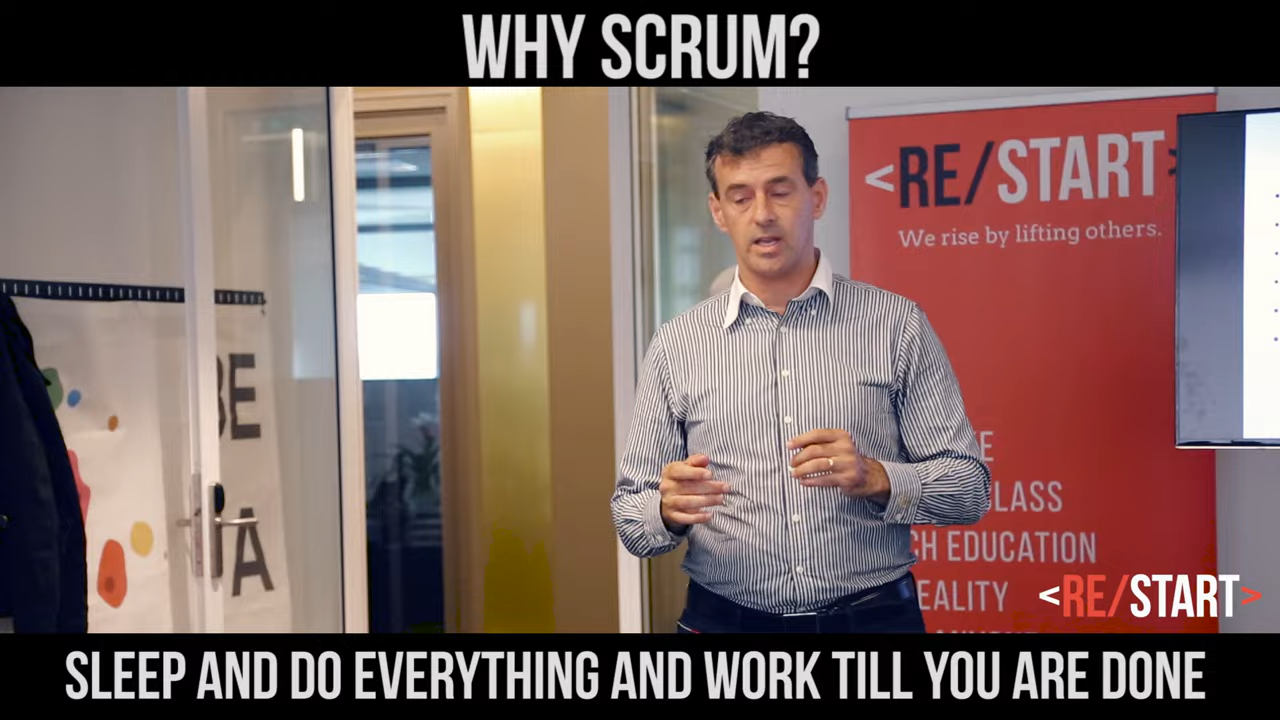 WHY SCRUM?
<RE/START>
We rise by lifting others.
BE
LASS
CH EDUCATION
EALITY
<RE/START>
SLEEP AND DO EVERYTHING AND WORK TILL YOU ARE DONE